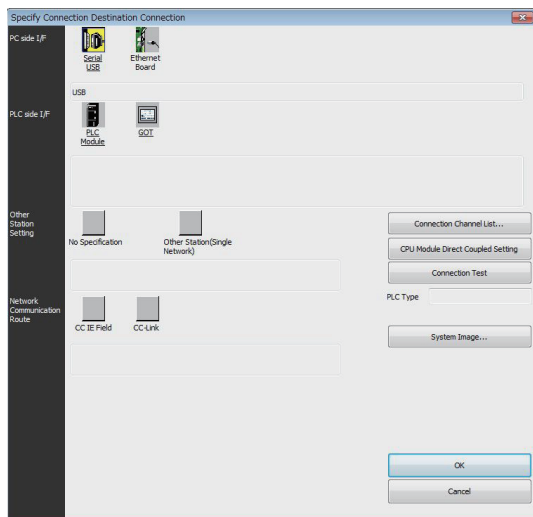 Specify Connection Destination Connection
PC side I/F
Serial
USB
Ethernet
Board
USB
PLC side I/F
PLC
Module
GOT
Other
Station
Setting
No Specification
Other Station(Single
Network)
Connection Channel List...
CPU Module Direct Coupled Setting
Connection Test
PLC Type
Network
Communication
Route
CC IE Field
CC-Link
System Image...
OK
Cancel